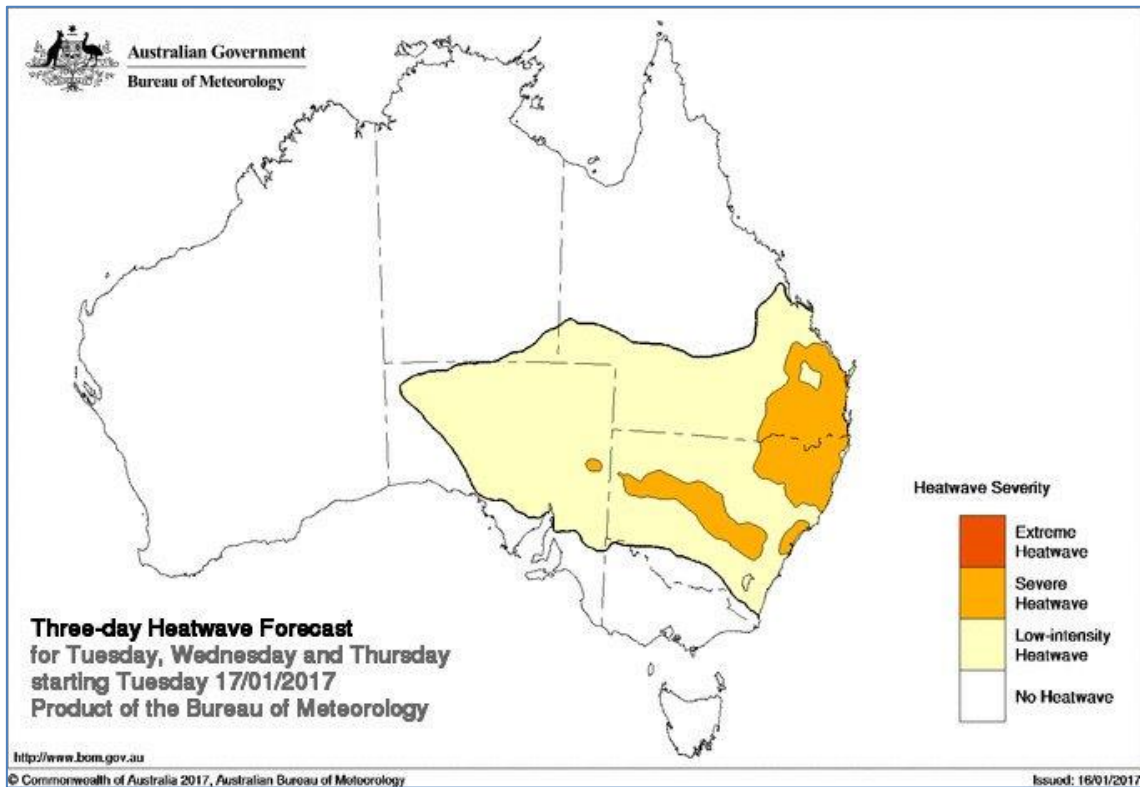 Australian Government
Bureau of Meteorology
Heatwave Severity
Extreme
Heatwave
Severe
Heatwave
Low-intensity
Heatwave
No Heatwave
Three-day Heatwave Forecast
for Tuesday, Wednesday and Thursday
starting Tuesday 17/01/2017
Product of the Bureau of Meteorology
http://www.bom.gov.au
© Commonwealth of Australia 2017, Australian Bureau of Meteorology
Issued: 16/01/2017